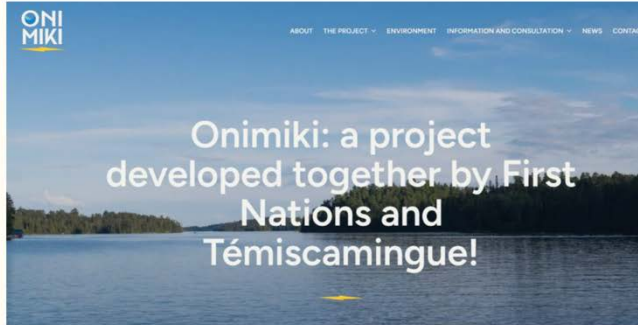 ONI
MIKI
ABOUT THE PROJECT ENVIRONMENT INFORMATION AND CONSULTATION NEWS CONTA
Onimiki: a project
developed together by First
Nations and
Témiscamingue!